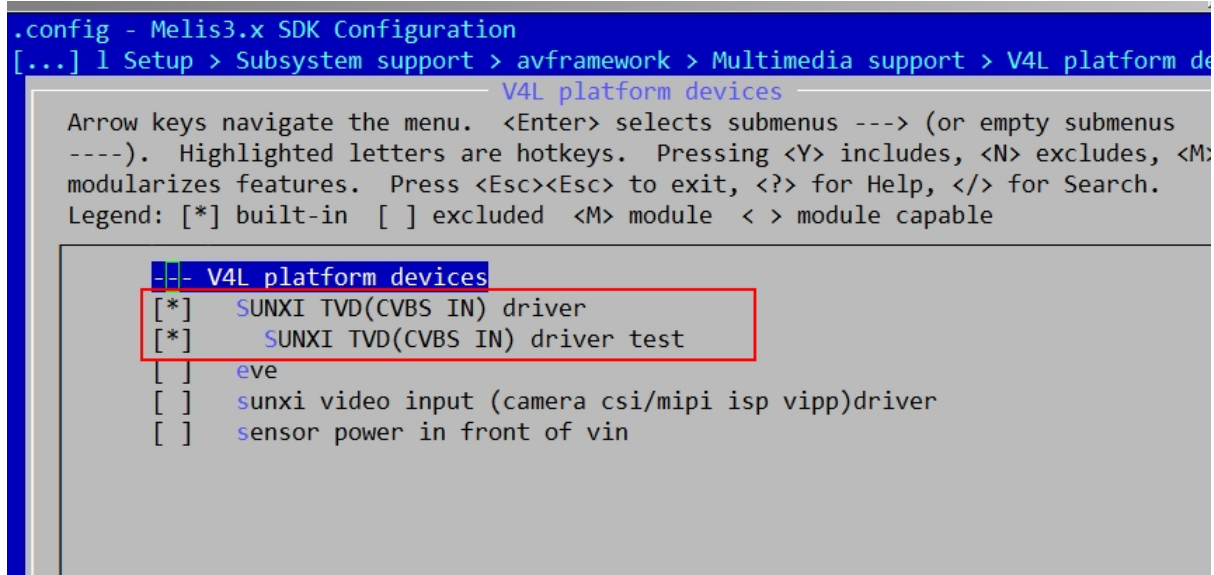 .config - Melis3.x SDK Configuration
[...] l Setup > Subsystem support > avframework > Multimedia support > V4L platform de
V4L platform devices
Arrow keys navigate the menu. <Enter> selects submenus ---> (or empty submenus
----). Highlighted letters are hotkeys. Pressing <Y> includes, <N> excludes, <M>
modularizes features. Press <Esc><Esc> to exit, <?> for Help, </> for Search.
Legend: [*] built-in [ ] excluded <M> module < > module capable
--- V4L platform devices
[*] SUNXI TVD(CVBS IN) driver
[*] SUNXI TVD(CVBS IN) driver test
[ ] eve
[ ] sunxi video input (camera csi/mipi isp vipp)driver
[ ] sensor power in front of vin